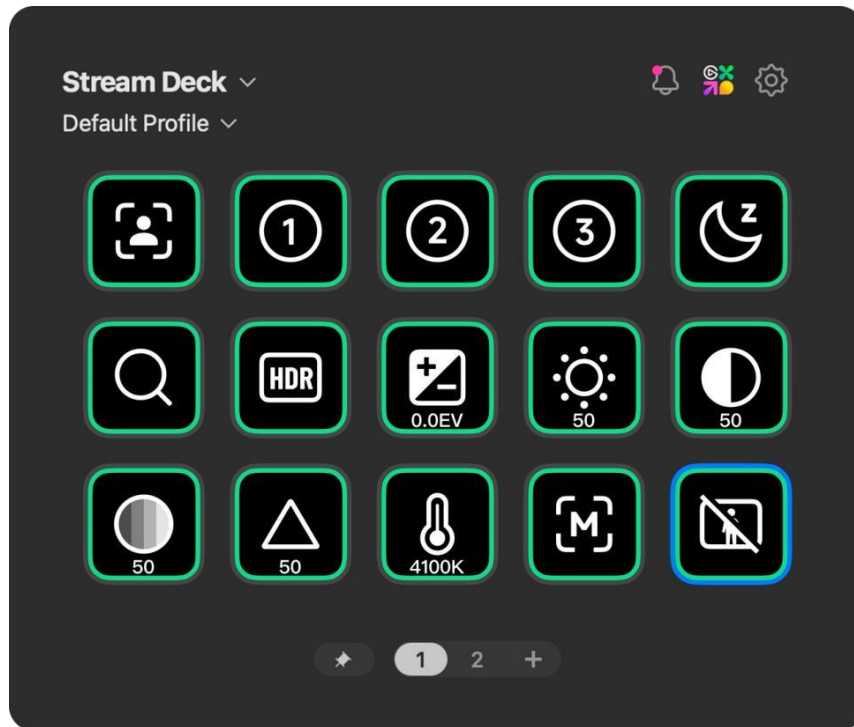 Stream Deck
Default Profile
1 2 3 z
HDR
0.0EV 50 50
M
50 50 4100K
1 2 +